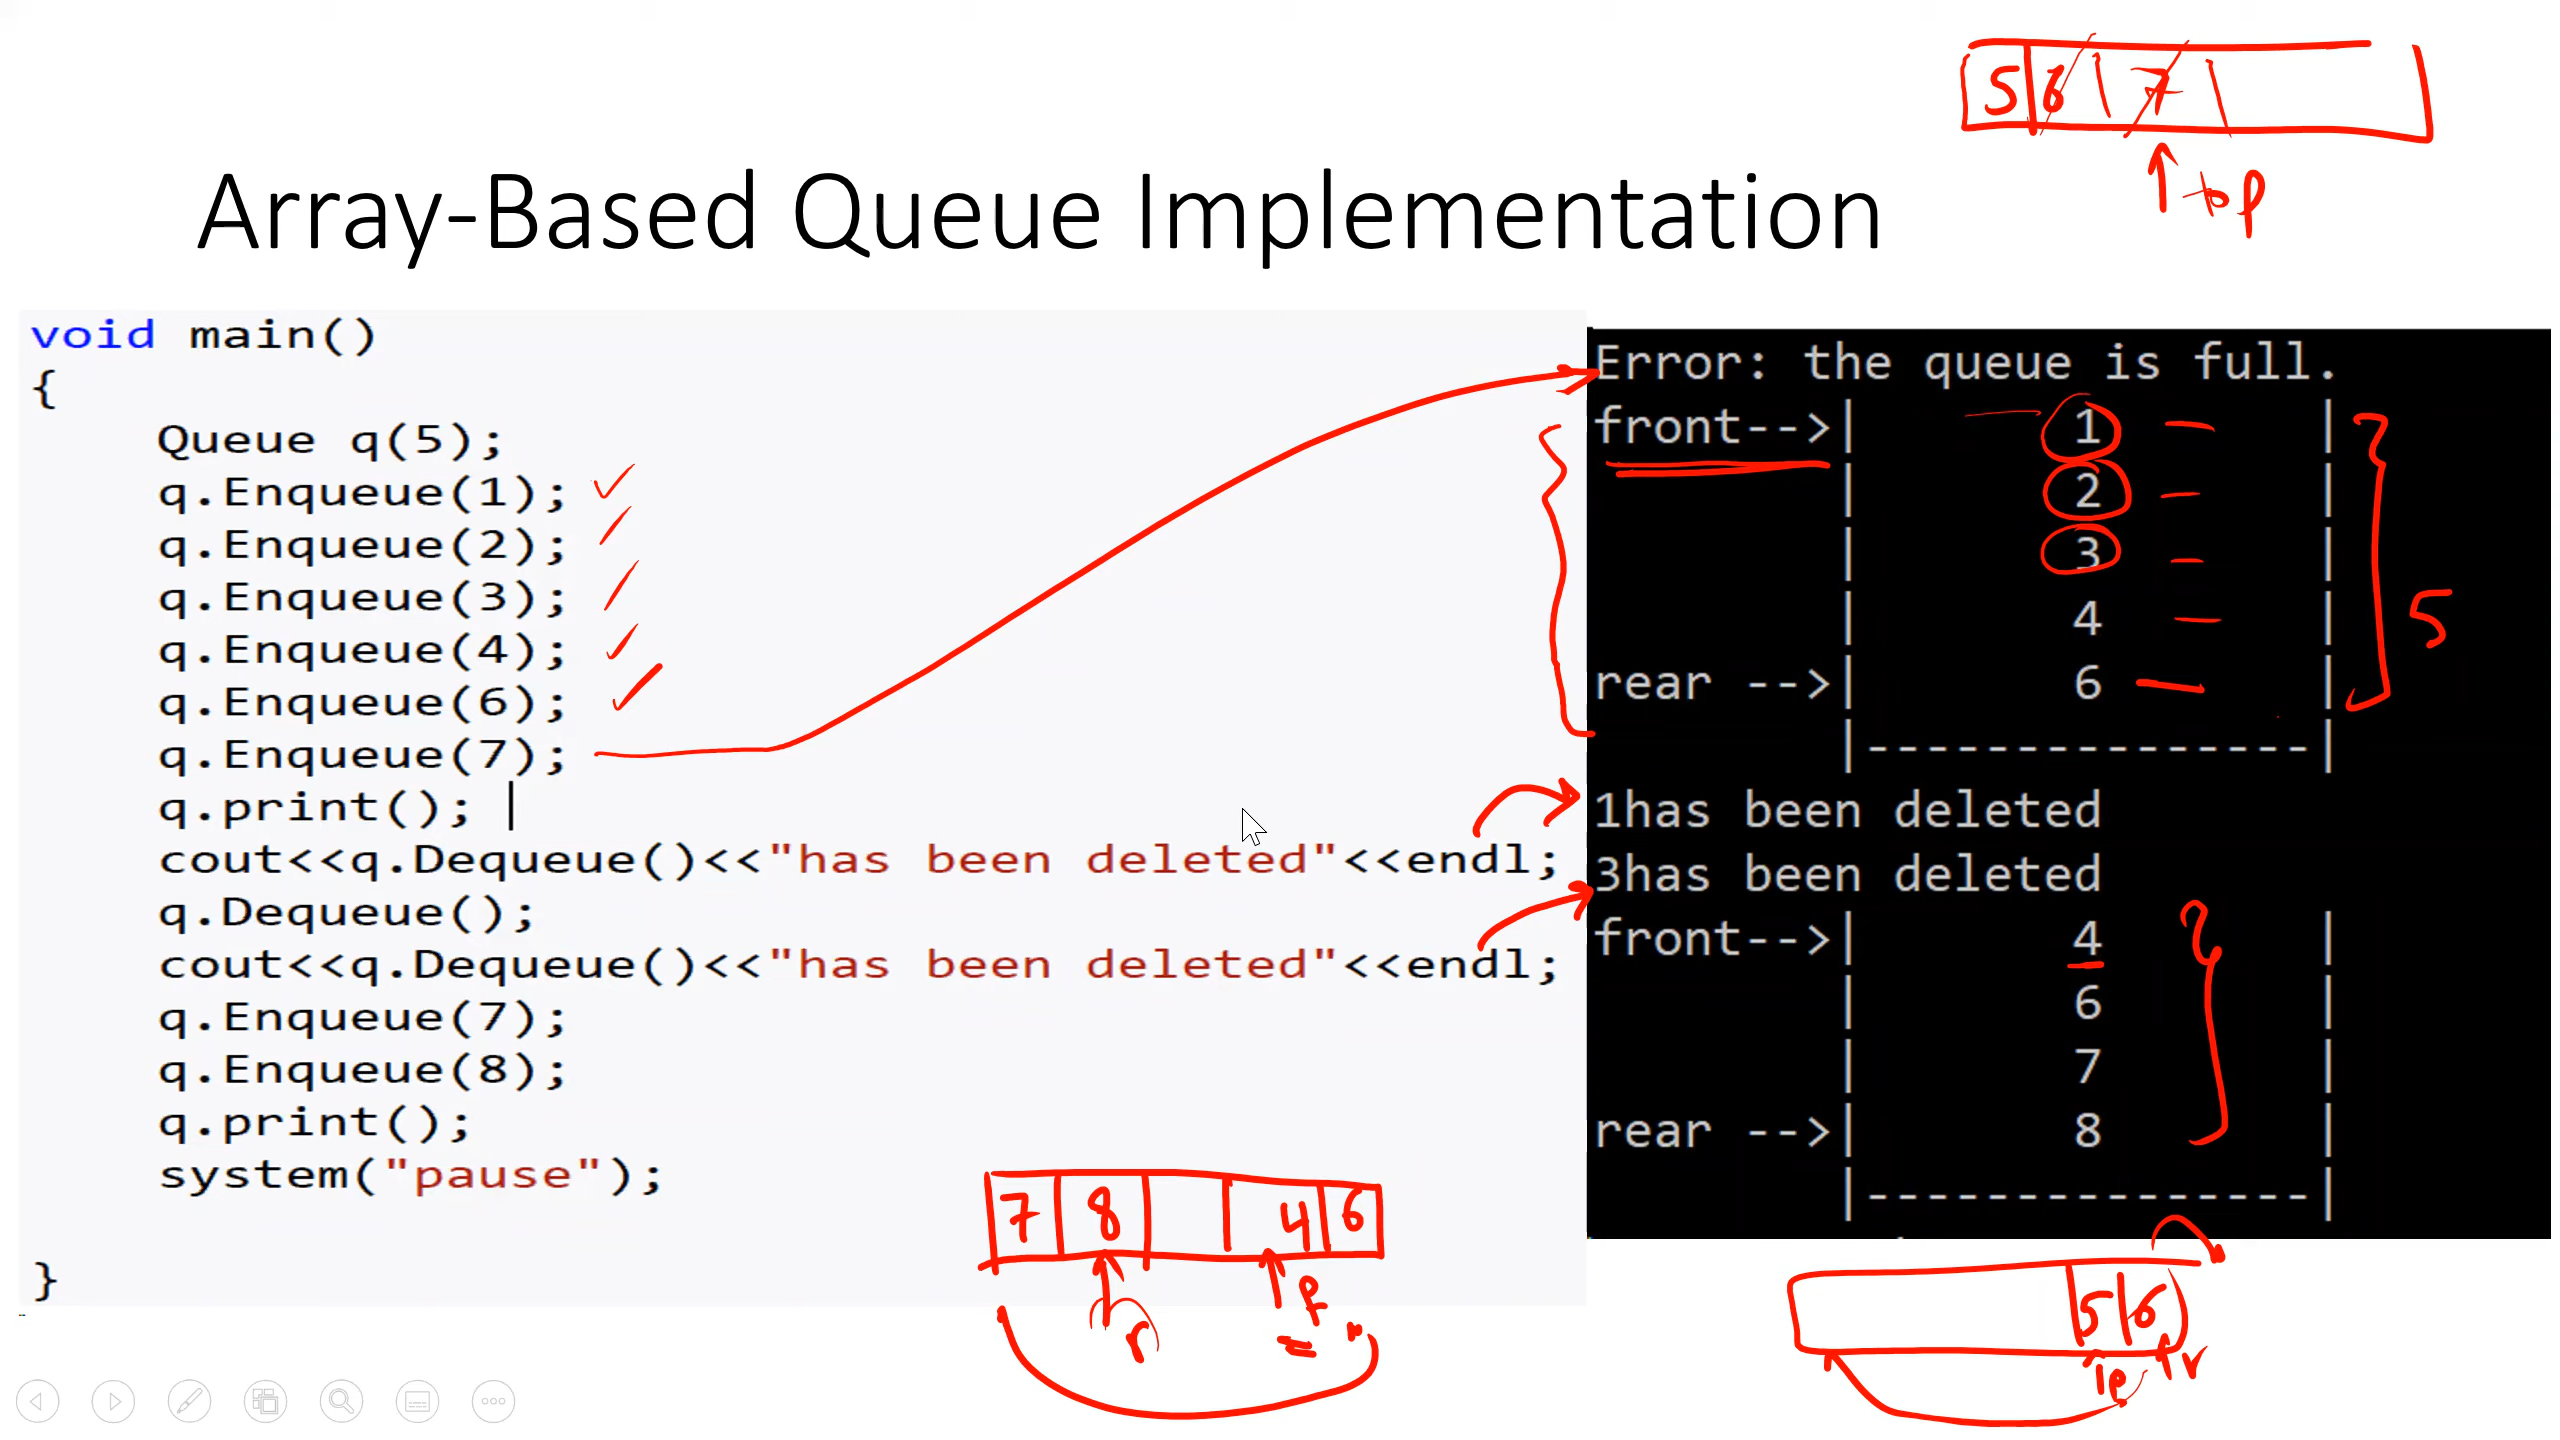 5 6 7
top
Array-Based Queue Implementation
void main()
{
Queue q(5);
q.Enqueue(1);
q.Enqueue(2);
q.Enqueue(3);
q.Enqueue(4);
q.Enqueue(6);
q.Enqueue(7);
q.print();
cout<<q.Dequeue()<<"has been deleted"<<endl;
q.Dequeue();
cout<<q.Dequeue()<<"has been deleted"<<endl;
q.Enqueue(7);
q.Enqueue(8);
q.print();
system("pause");
}
Error: the queue is full.
front-->| 1 |
| 2 |
| 3 |
| 4 |
rear -->| 6 |
|---------------|
5
1has been deleted
3has been deleted
front-->| 4 |
| 6 |
| 7 |
rear -->| 8 |
|---------------|
7 8 4 6
r f
5 6
f r